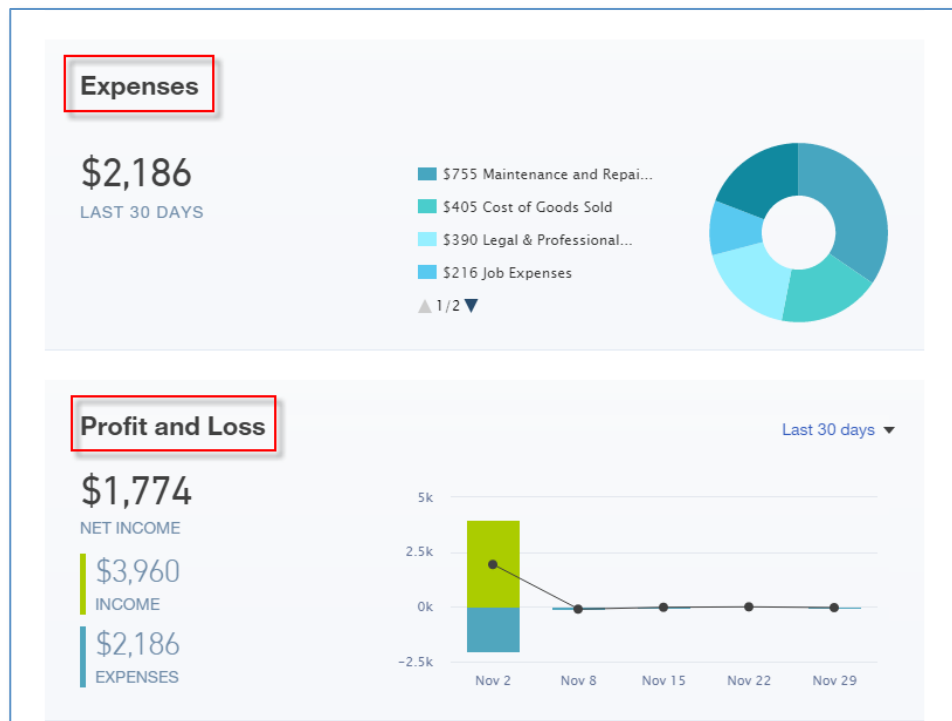 Expenses
$2,186
LAST 30 DAYS
$755 Maintenance and Repai...
$405 Cost of Goods Sold
$390 Legal & Professional...
$216 Job Expenses
1/2
Profit and Loss
Last 30 days
$1,774
NET INCOME
$3,960
INCOME
$2,186
EXPENSES
5k
2.5k
0k
-2.5k
Nov 2 Nov 8 Nov 15 Nov 22 Nov 29